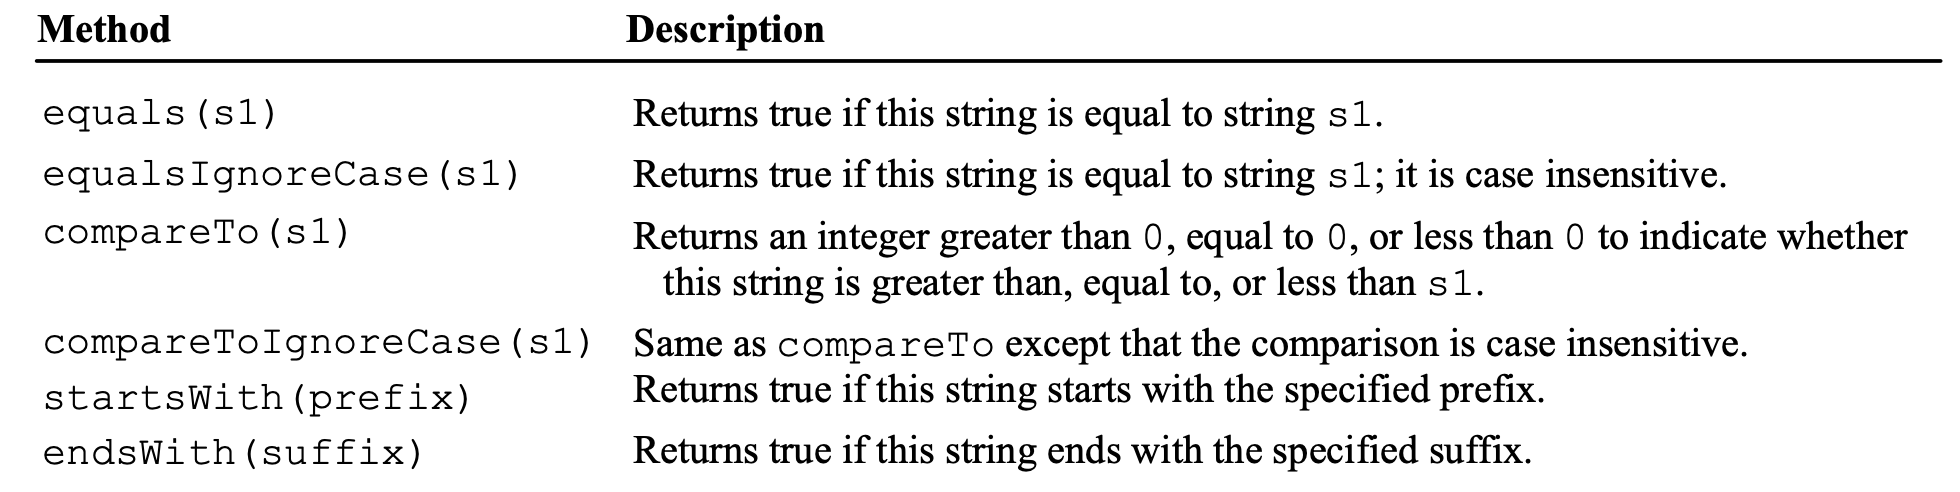 Method Description
equals(s1) Returns true if this string is equal to string s1.
equalsIgnoreCase(s1) Returns true if this string is equal to string s1; it is case insensitive.
compareTo(s1) Returns an integer greater than 0, equal to 0, or less than 0 to indicate whether
this string is greater than, equal to, or less than s1.
compareToIgnoreCase(s1) Same as compareTo except that the comparison is case insensitive.
startsWith(prefix) Returns true if this string starts with the specified prefix.
endsWith(suffix) Returns true if this string ends with the specified suffix.